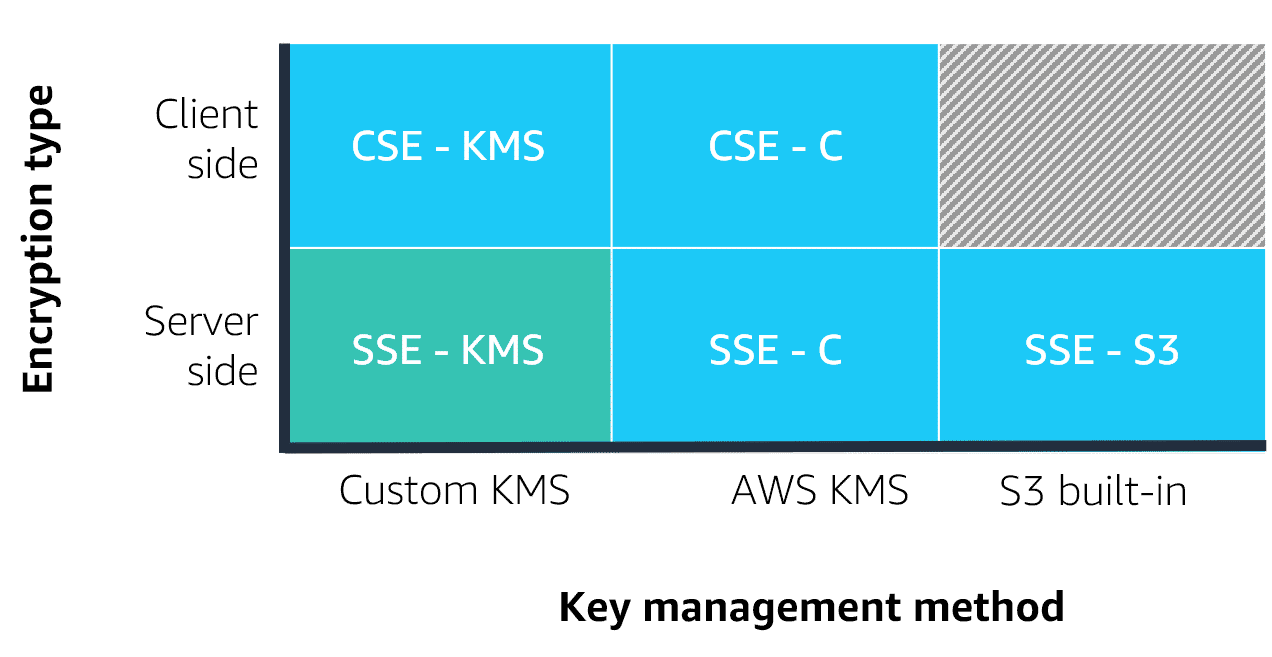 Encryption type
Client
side
CSE - KMS
CSE - C
Server
side
SSE - KMS
SSE - C
SSE - S3
Custom KMS
AWS KMS
S3 built-in
Key management method